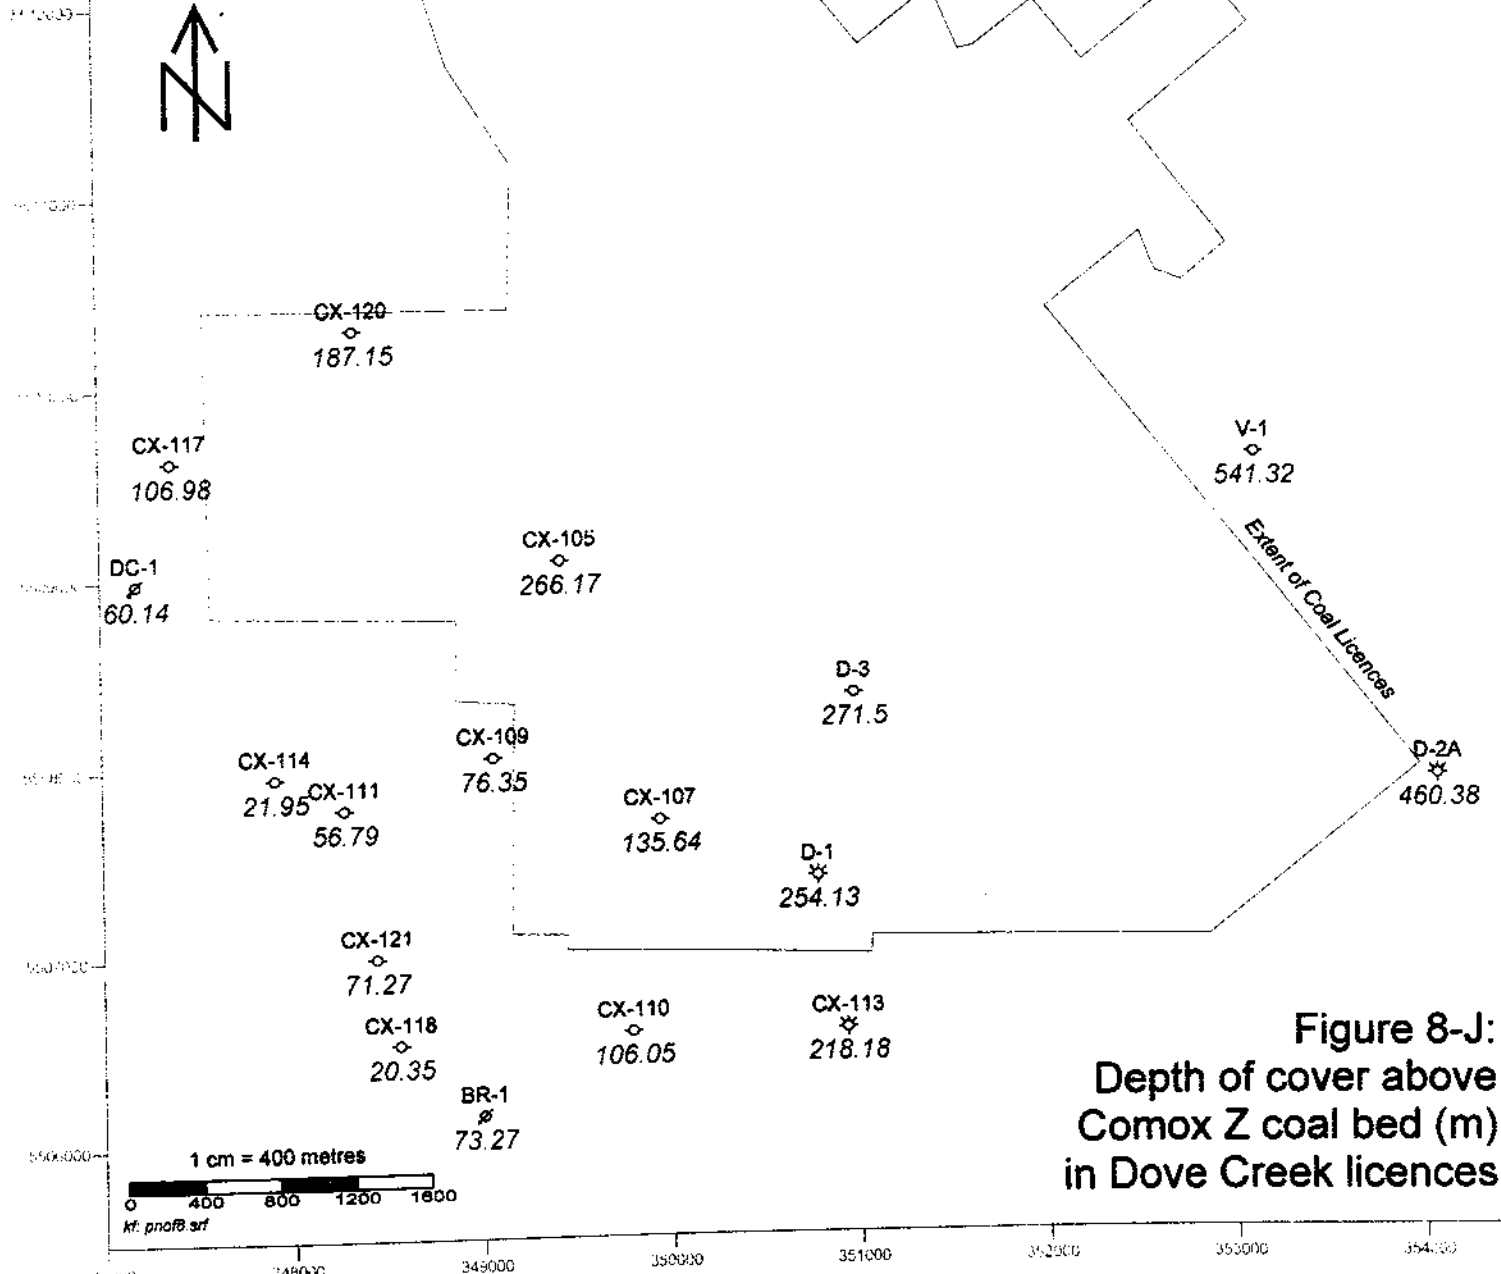 N
CX-120
187.15
CX-117
106.98
V-1
541.32
CX-105
266.17
DC-1
60.14
Extent of Coal Licences
D-3
271.5
CX-109
76.35
D-2A
460.38
CX-114
21.95
CX-111
56.79
CX-107
135.64
D-1
254.13
CX-121
71.27
CX-110
106.05
CX-113
218.18
CX-118
20.35
BR-1
73.27
Figure 8-J:
Depth of cover above
Comox Z coal bed (m)
in Dove Creek licences
1 cm = 400 metres
0 400 800 1200 1600
kf: pnof8.srf
5506000
348000 349000 350000 351000 353000